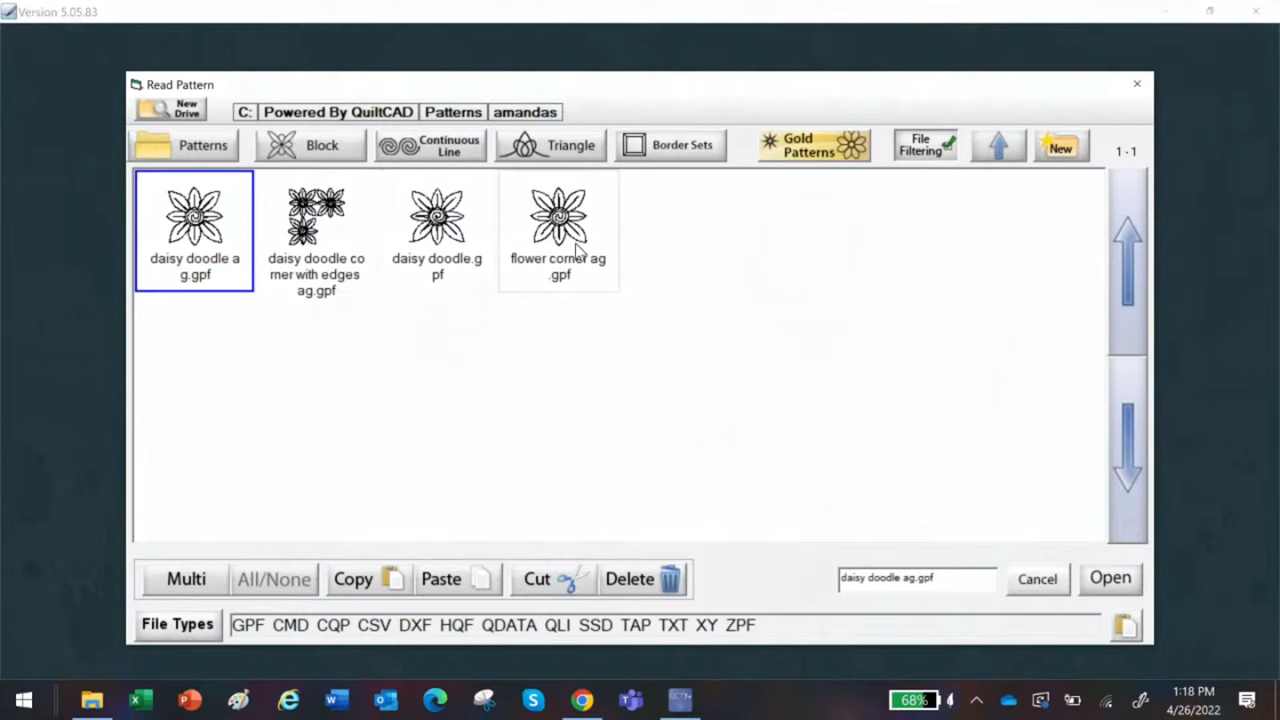 Version 5.05.83
Read Pattern
New
Drive
C: Powered By QuiltCAD Patterns amandas
Patterns
Block
Continuous
Line
Triangle
Border Sets
Gold
Patterns
File
Filtering
New
1 - 1
daisy doodle a
g.gpf
daisy doodle co
rner with edges
ag.gpf
daisy doodle.g
pf
flower corner ag
.gpf
Multi
All/None
Copy
Paste
Cut
Delete
daisy doodle ag.gpf
Cancel
Open
File Types
GPF CMD CQP CSV DXF HQF QDATA QLI SSD TAP TXT XY ZPF
68%
1:18 PM
4/26/2022